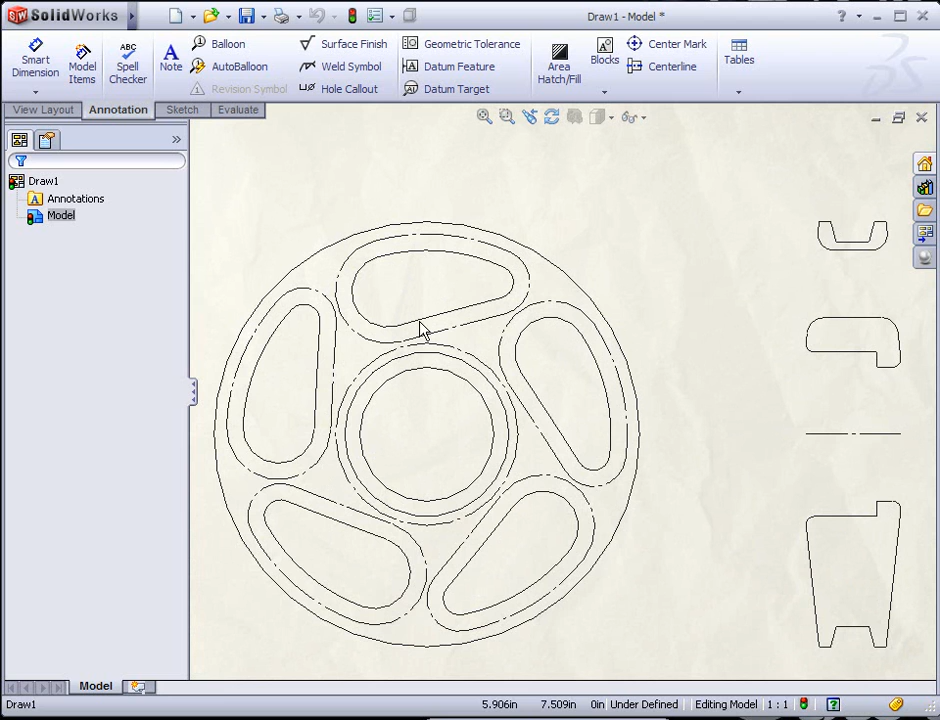 SolidWorks
Draw1 - Model *
Smart Dimension
Model Items
ABC
Spell Checker
A
Note
Balloon
AutoBalloon
Revision Symbol
Surface Finish
Weld Symbol
Hole Callout
Geometric Tolerance
Datum Feature
Datum Target
Area Hatch/Fill
Blocks
Center Mark
Centerline
Tables
View Layout
Annotation
Sketch
Evaluate
Draw1
Annotations
Model
Model
Draw1
5.906in
7.509in
0in
Under Defined
Editing Model
1 : 1